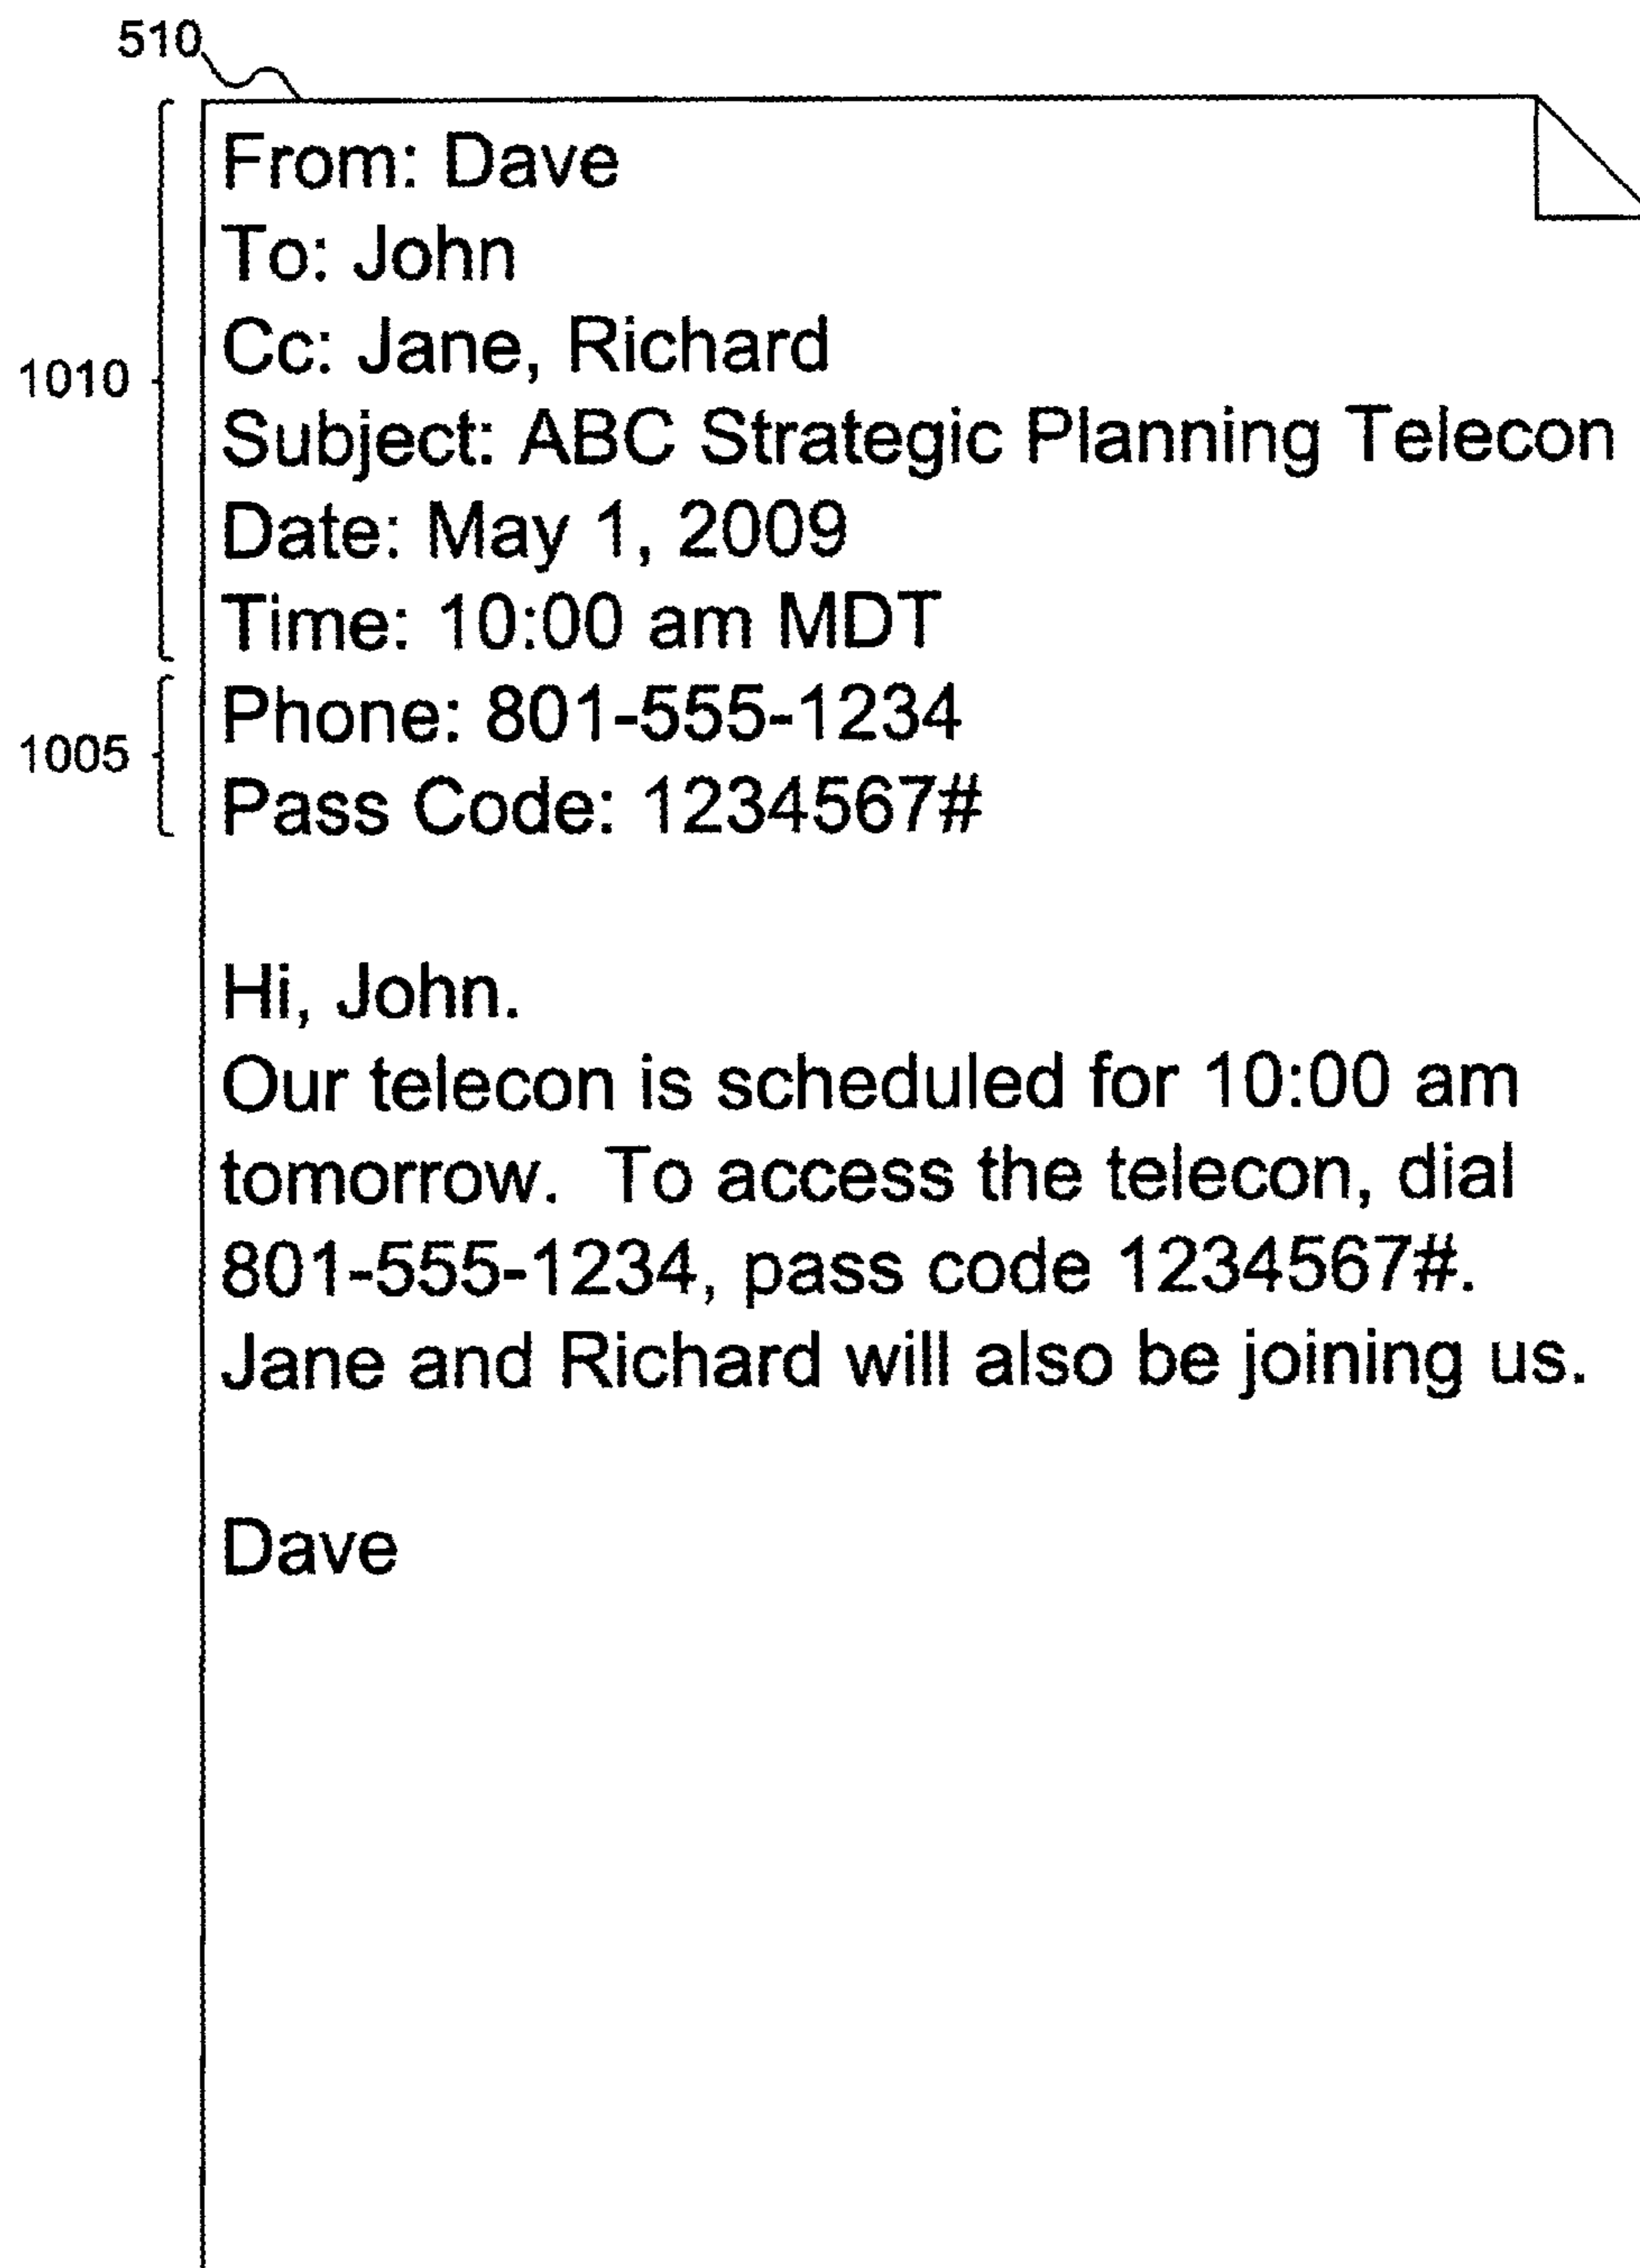 510
From: Dave
To: John
Cc: Jane, Richard
1010
Subject: ABC Strategic Planning Telecon
Date: May 1, 2009
Time: 10:00 am MDT
Phone: 801-555-1234
1005
Pass Code: 1234567#
Hi, John.
Our telecon is scheduled for 10:00 am
tomorrow.  To access the telecon, dial
801-555-1234, pass code 1234567#.
Jane and Richard will also be joining us.
Dave